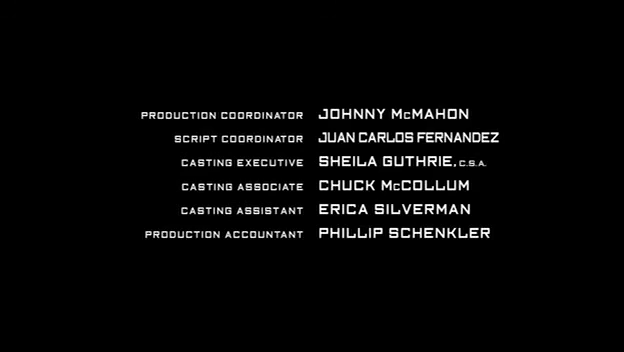 PRODUCTION COORDINATOR JOHNNY McMAHON
SCRIPT COORDINATOR JUAN CARLOS FERNANDEZ
CASTING EXECUTIVE SHEILA GUTHRIE, C.S.A.
CASTING ASSOCIATE CHUCK McCOLLUM
CASTING ASSISTANT ERICA SILVERMAN
PRODUCTION ACCOUNTANT PHILLIP SCHENKLER